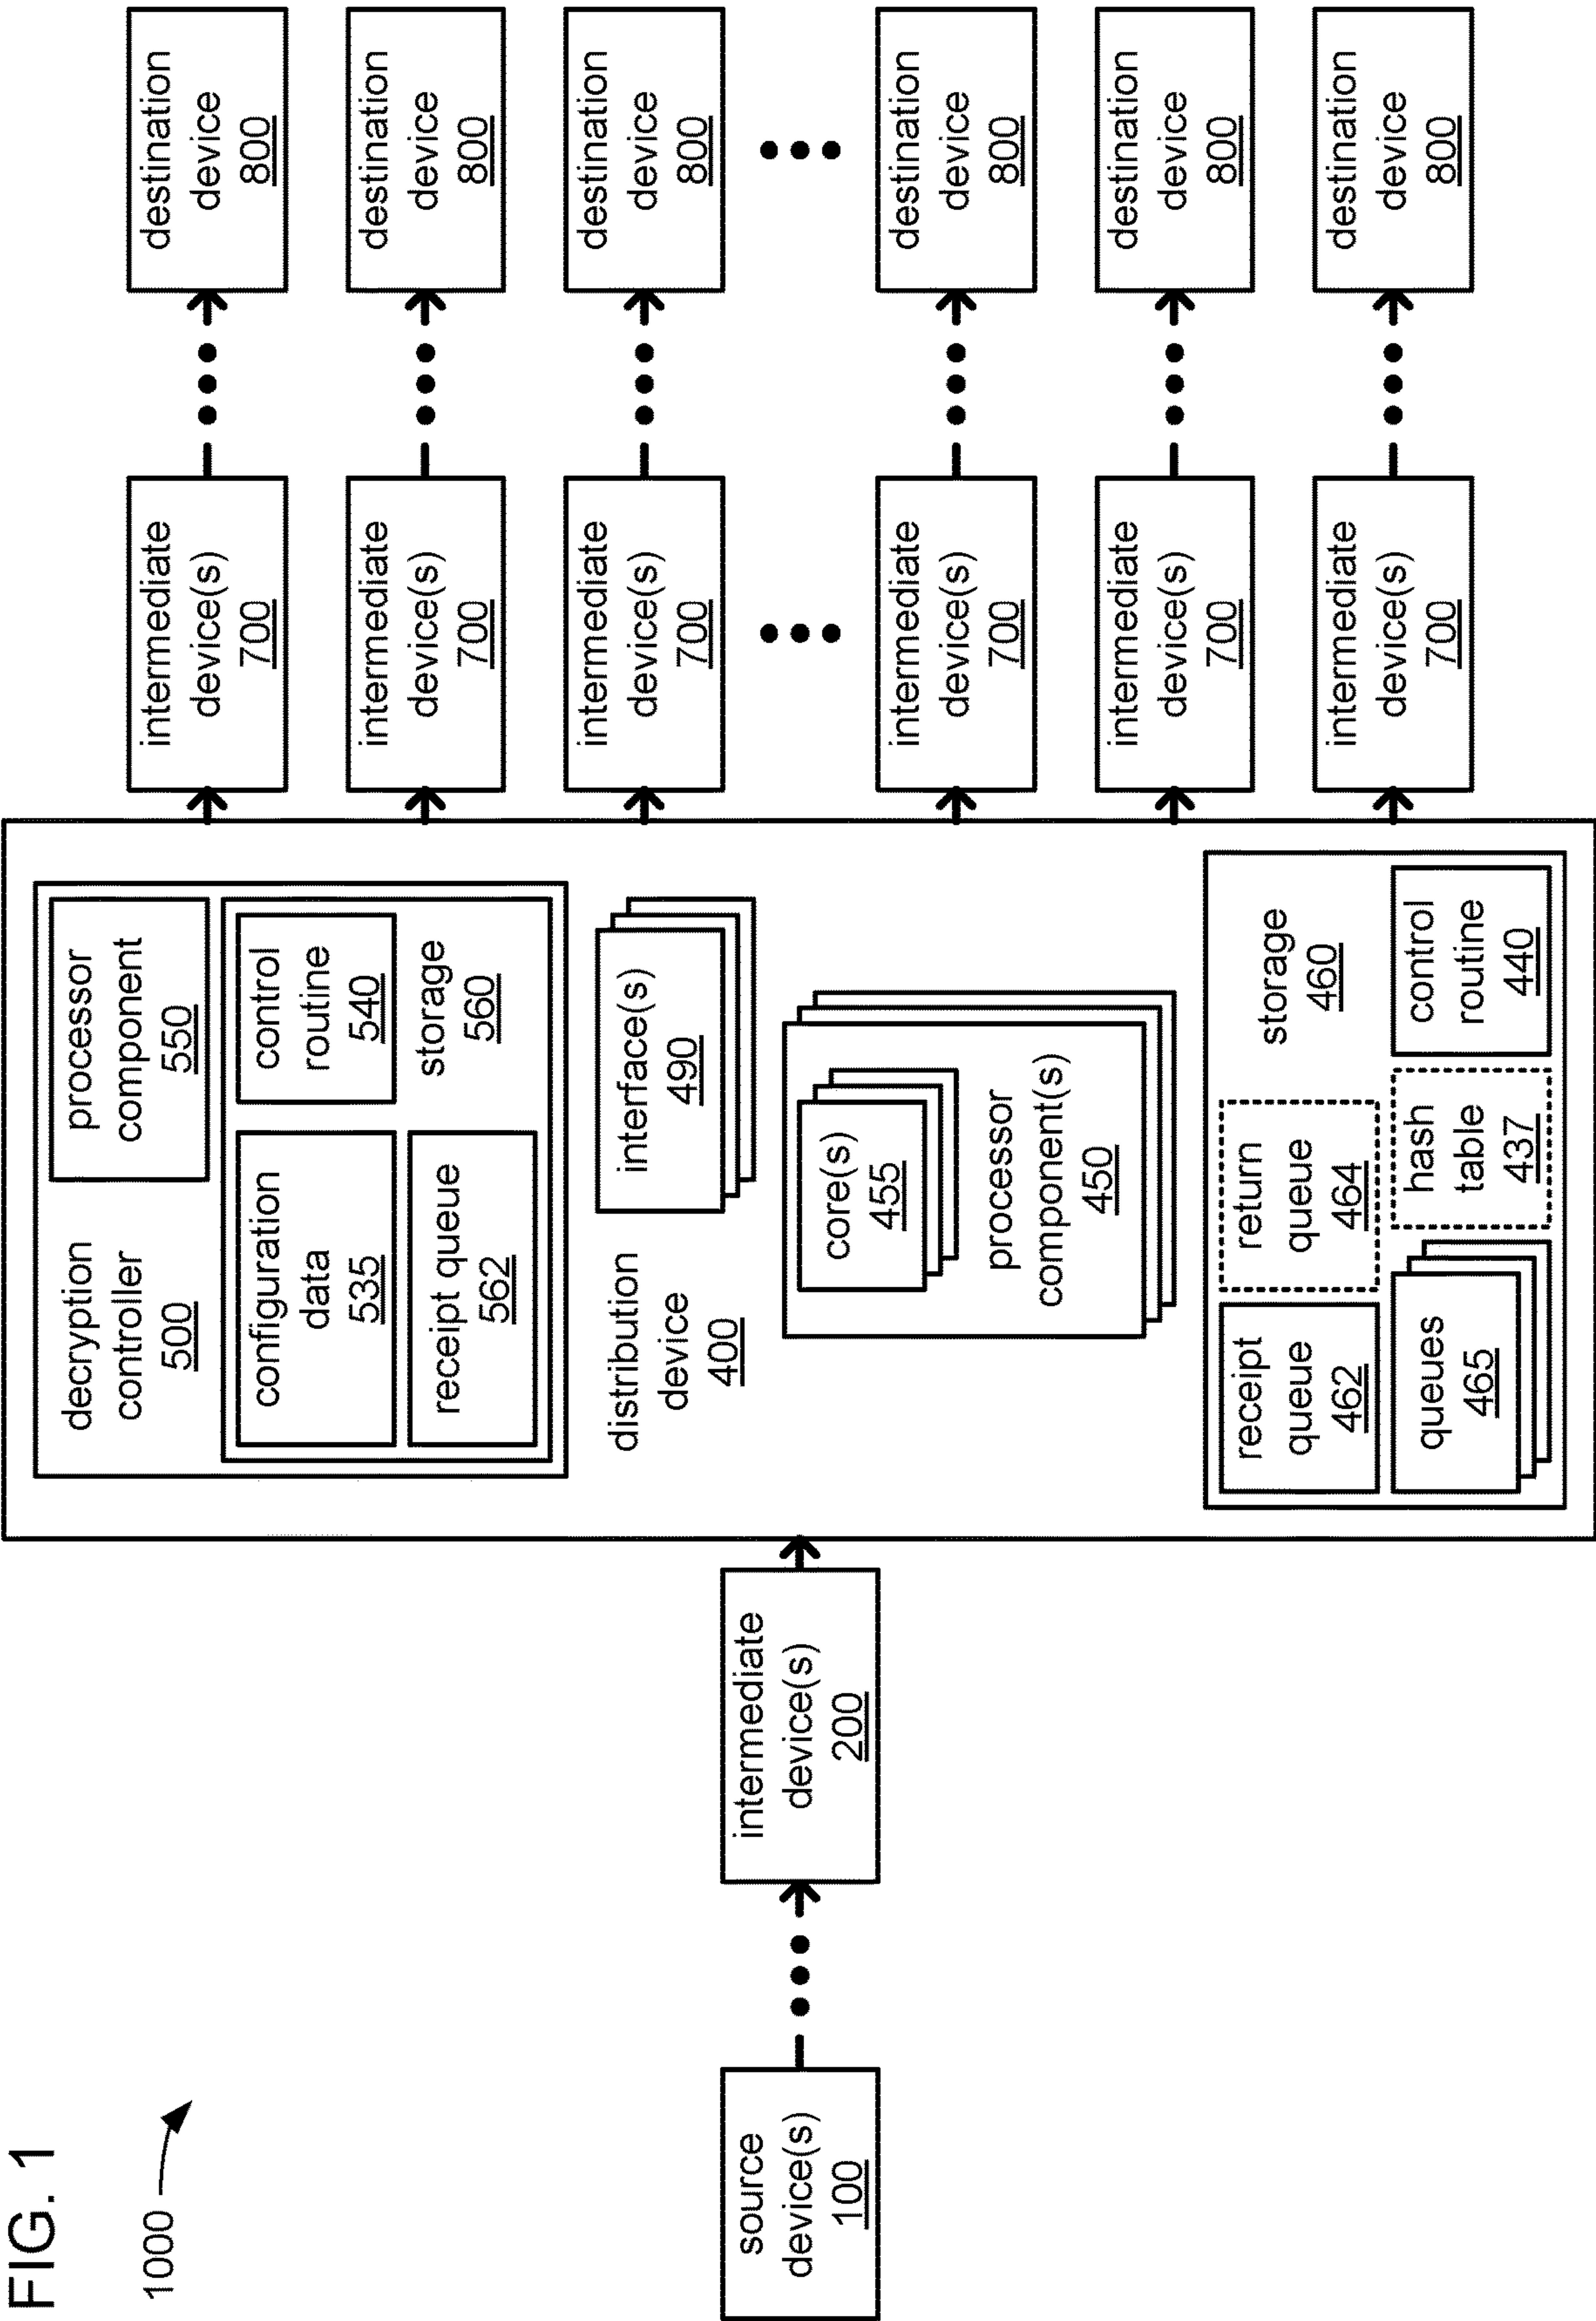 FIG. 1
1000
source
device(s)
100
intermediate
device(s)
200
decryption
controller
500
processor
component
550
configuration
data
535
control
routine
540
receipt queue
562
storage
560
distribution
device
400
interface(s)
490
core(s)
455
processor
component(s)
450
receipt
queue
462
return
queue
464
storage
460
queues
465
hash
table
437
control
routine
440
intermediate
device(s)
700
destination
device
800
intermediate
device(s)
700
destination
device
800
intermediate
device(s)
700
destination
device
800
intermediate
device(s)
700
destination
device
800
intermediate
device(s)
700
destination
device
800
intermediate
device(s)
700
destination
device
800